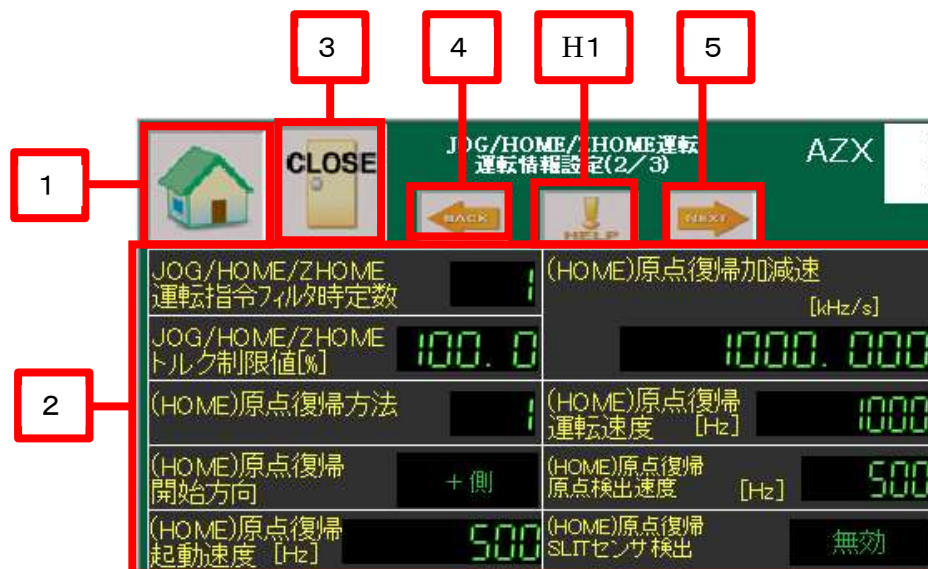 3
4
H1
5
1
CLOSE
JOG/HOME/ZHOME運転
運転情報設定(2/3)
AZX
BACK
HELP
NEXT
2
JOG/HOME/ZHOME
運転指令フィルタ時定数
1
(HOME)原点復帰加減速
[kHz/s]
1000.000
JOG/HOME/ZHOME
トルク制限値[%]
100.0
(HOME)原点復帰方法
1
(HOME)原点復帰
運転速度 [Hz]
1000
(HOME)原点復帰
開始方向
+側
(HOME)原点復帰
原点検出速度 [Hz]
500
(HOME)原点復帰
起動速度 [Hz]
500
(HOME)原点復帰
SLITセンサ検出
無効